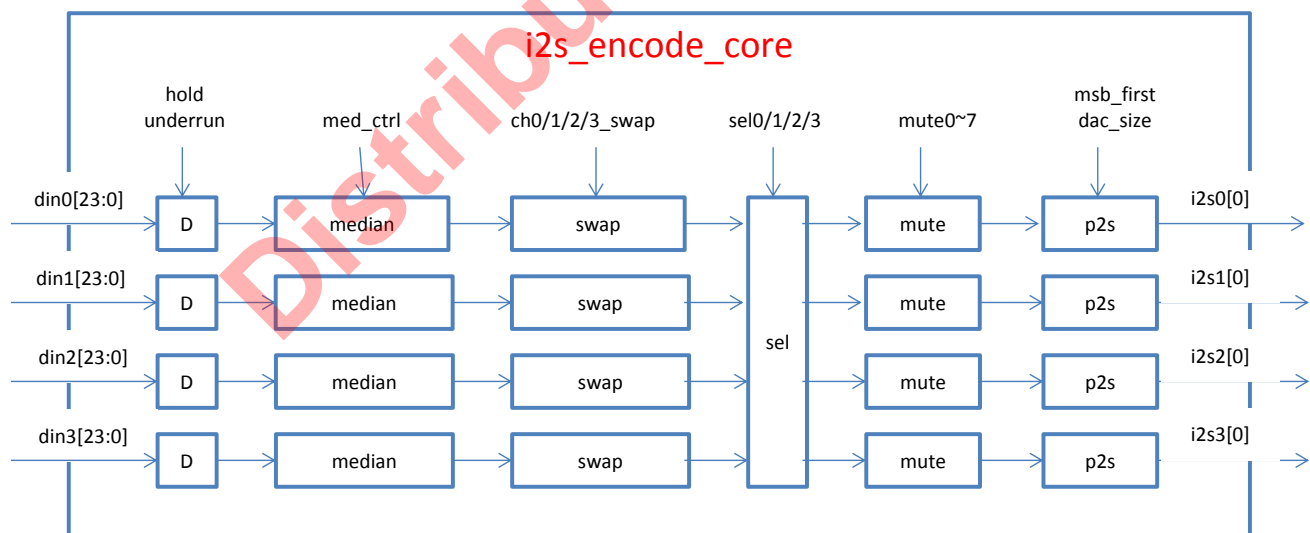 i2s_encode_core
hold
underrun
med_ctrl
ch0/1/2/3_swap
sel0/1/2/3
mute0~7
msb_first
dac_size
din0[23:0]
D
median
swap
mute
p2s
i2s0[0]
din1[23:0]
D
median
swap
mute
p2s
i2s1[0]
sel
din2[23:0]
D
median
swap
mute
p2s
i2s2[0]
din3[23:0]
D
median
swap
mute
p2s
i2s3[0]
Distribu